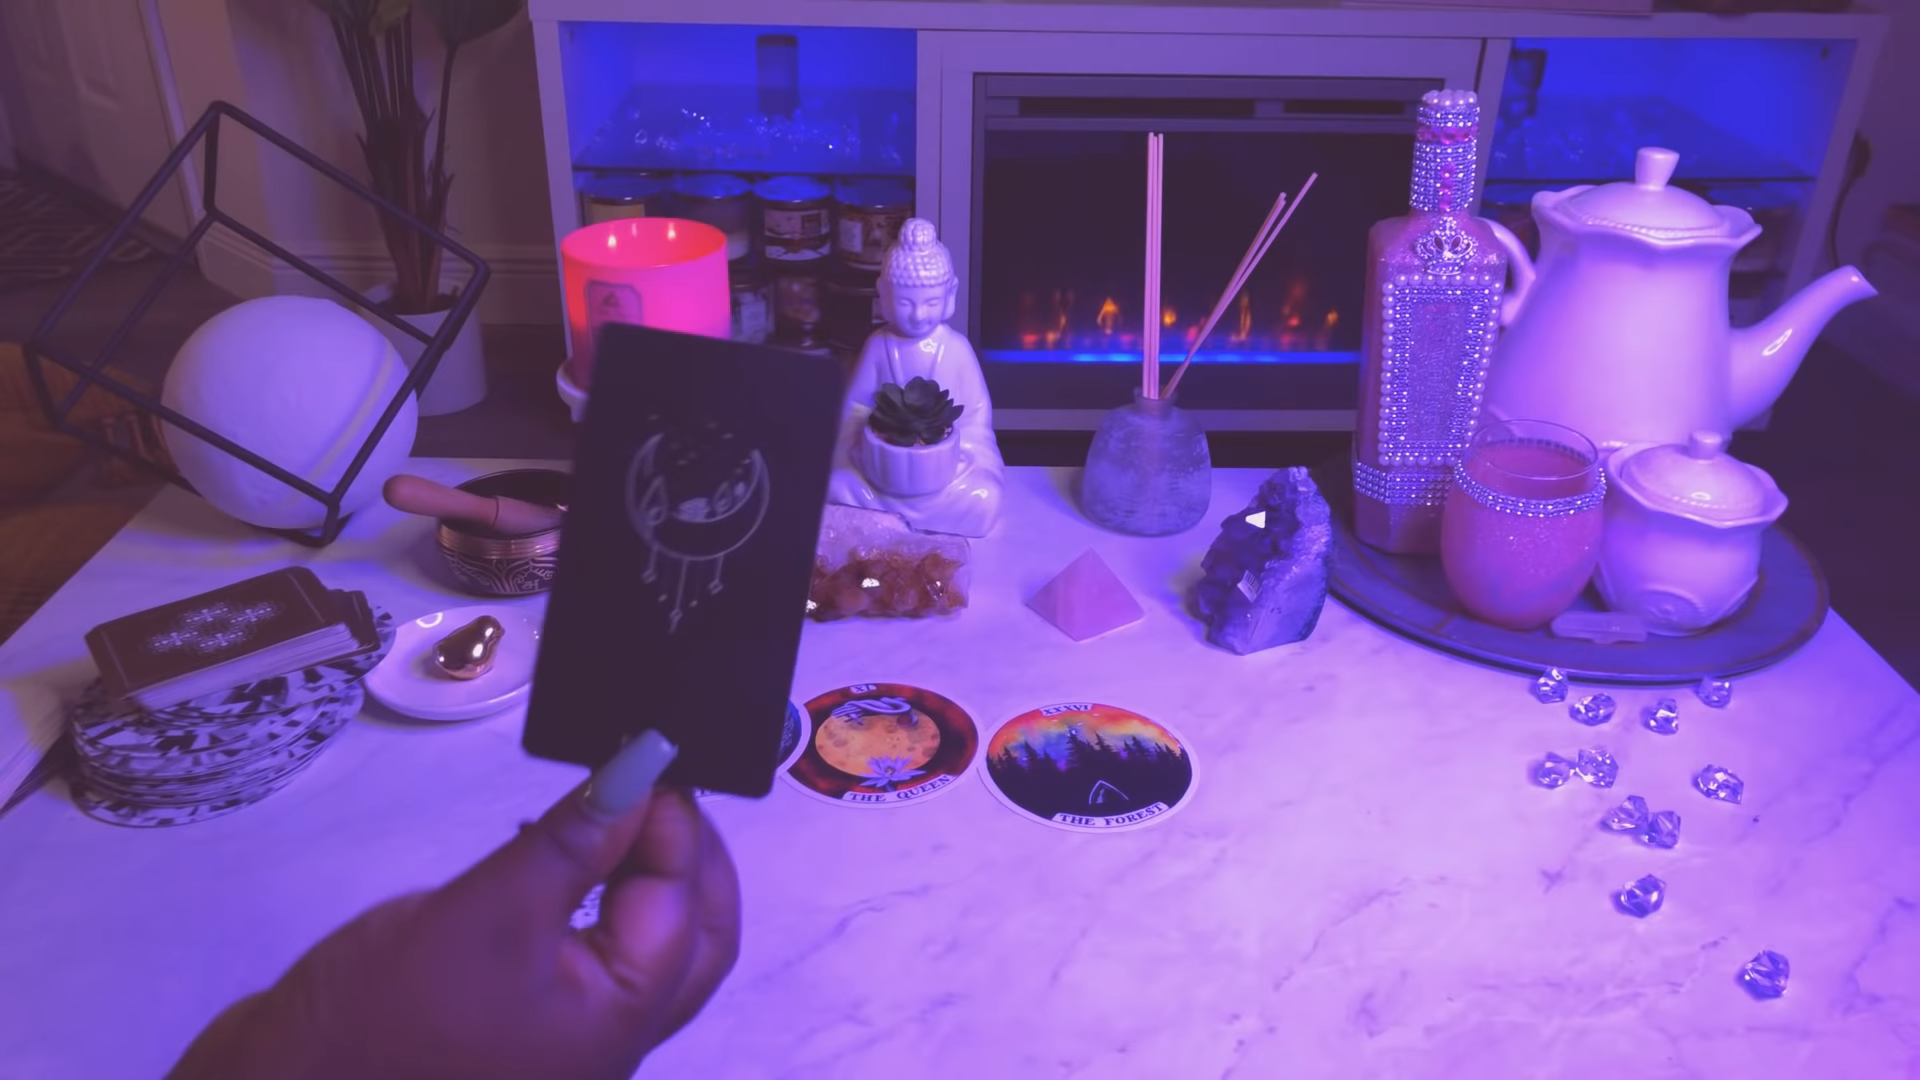 XI
THE QUEEN
XXXVI
THE FOREST